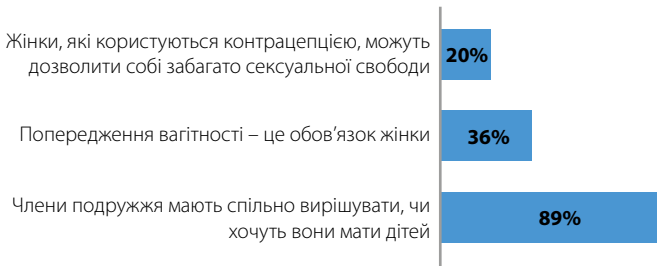 Жінки, які користуються контрацепцією, можуть
дозволити собі забагато сексуальної свободи
20%
Попередження вагітності – це обов’язок жінки
36%
Члени подружжя мають спільно вирішувати, чи
хочуть вони мати дітей
89%